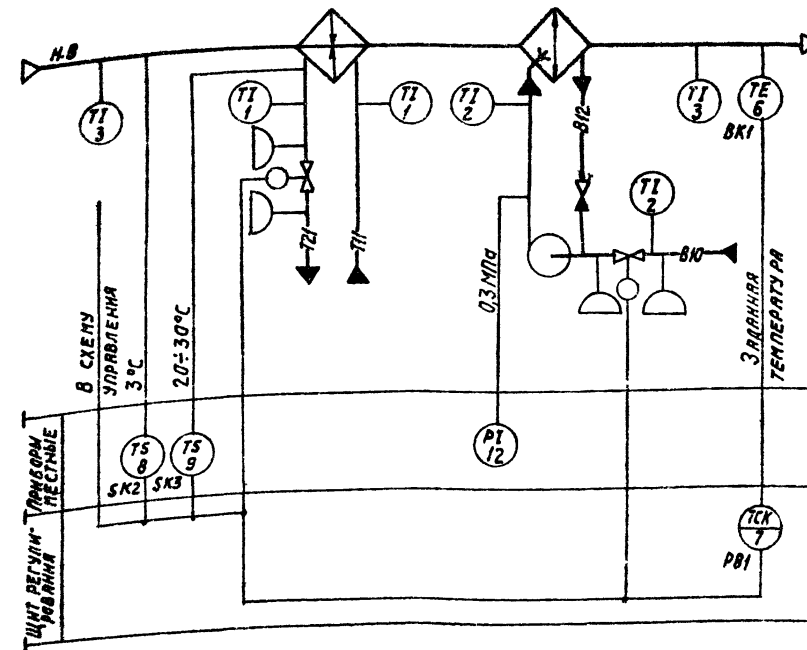 Н.В
TI
3
TI
1
TI
1
TI
2
TI
3
TE
6
ВК1
В12
TI
2
В10
Т21
Т11
0,3 МПа
В СХЕМУ
УПРАВЛЕНИЯ
3°С
20÷30°С
ЗАДАННАЯ
ТЕМПЕРАТУРА
ПРИБОРЫ
МЕСТНЫЕ
TS
8
SK2
TS
9
SK3
PI
12
ЩИТ РЕГУЛИ-
РОВАНИЯ
ТСК
7
РВ1